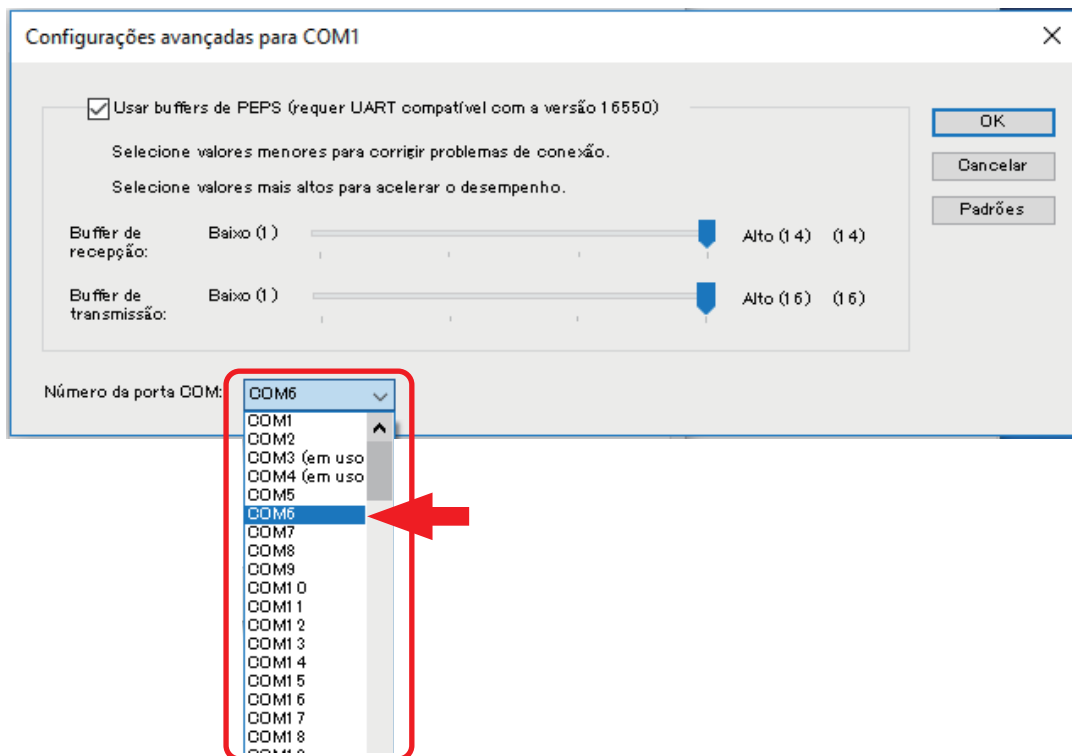 Configurações avançadas para COM1
Usar buffers de PEPS (requer UART compatível com a versão 16550)
Selecione valores menores para corrigir problemas de conexão.
Selecione valores mais altos para acelerar o desempenho.
OK
Cancelar
Padrões
Buffer de recepção:
Baixo (1)
Alto (14)
(14)
Buffer de transmissão:
Baixo (1)
Alto (16)
(16)
Número da porta COM:
COM6
COM1
COM2
COM3 (em uso
COM4 (em uso
COM5
COM6
COM7
COM8
COM9
COM10
COM11
COM12
COM13
COM14
COM15
COM16
COM17
COM18